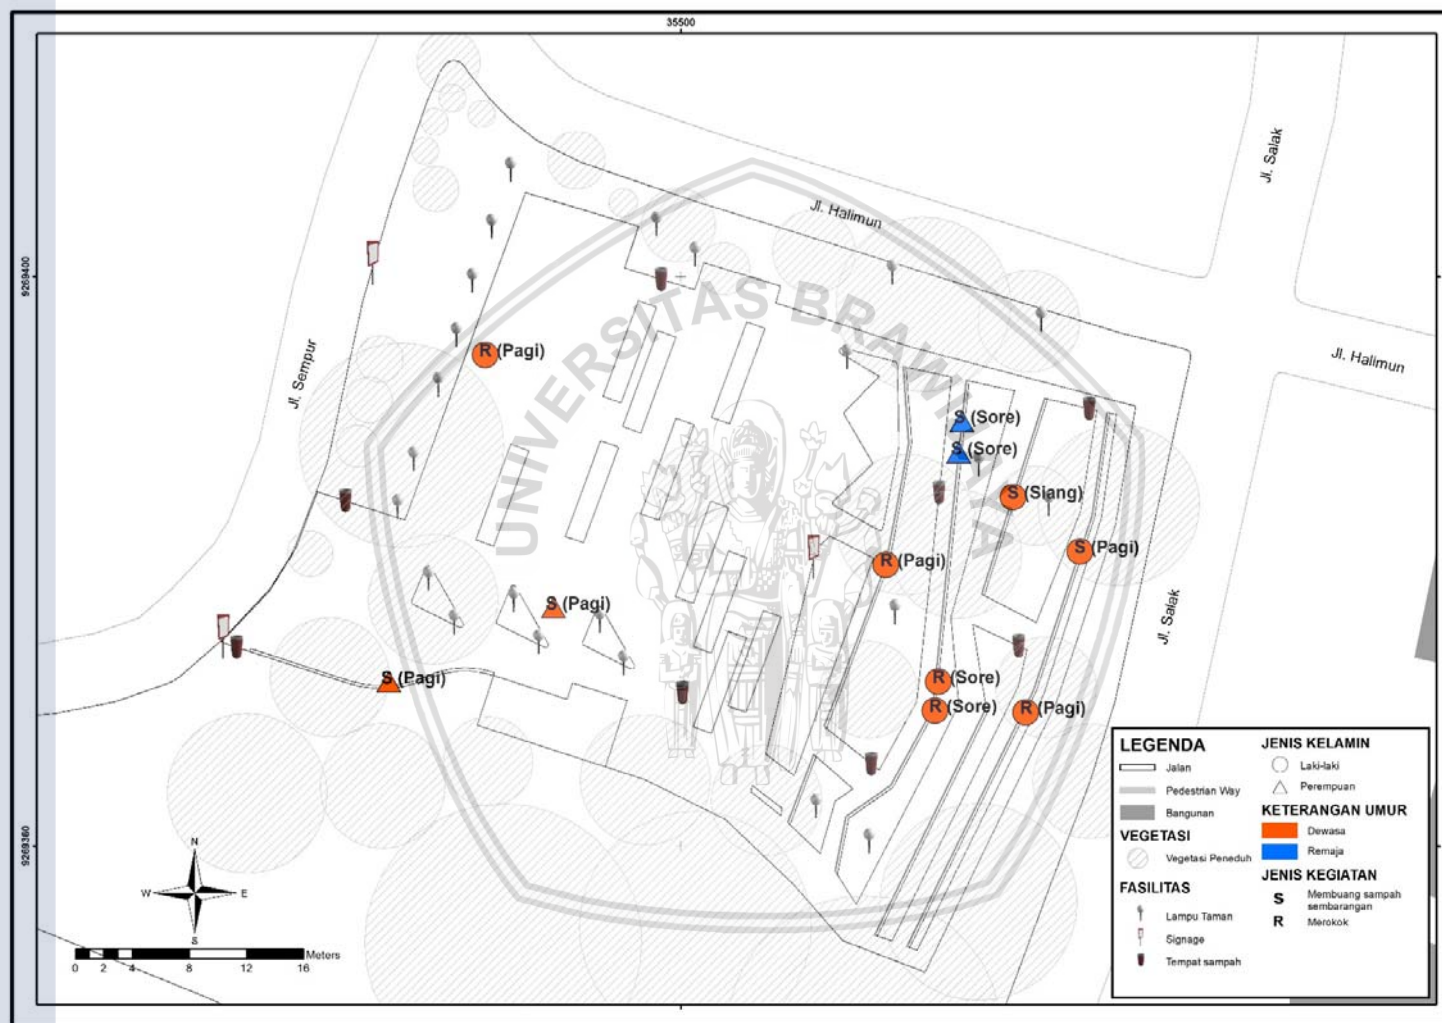 35500
9269400
9269360
Jl. Halimun
Jl. Salak
Jl. Halimun
Jl. Sempur
Jl. Salak
UNIVERSITAS BRAWIJAYA
R (Pagi)
S (Sore)
S (Sore)
S (Siang)
S (Pagi)
R (Pagi)
S (Pagi)
S (Pagi)
R (Sore)
R (Sore)
R (Pagi)
N
W
E
S
0 2 4 8 12 16
Meters
LEGENDA
Jalan
Pedestrian Way
Bangunan
VEGETASI
Vegetasi Peneduh
FASILITAS
Lampu Taman
Signage
Tempat sampah
JENIS KELAMIN
Laki-laki
Perempuan
KETERANGAN UMUR
Dewasa
Remaja
JENIS KEGIATAN
S Membuang sampah
sembarangan
R Merokok